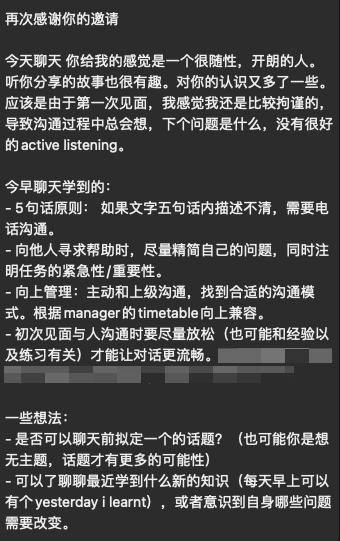 再次感谢你的邀请
今天聊天 你给我的感觉是一个很随性，开朗的人。
听你分享的故事也很有趣。对你的认识又多了一些。
应该是由于第一次见面，我感觉我还是比较拘谨的，
导致沟通过程中总会想，下个问题是什么，没有很好
的active listening。
今早聊天学到的：
- 5句话原则： 如果文字五句话内描述不清，需要电
话沟通。
- 向他人寻求帮助时，尽量精简自己的问题，同时注
明任务的紧急性/重要性。
- 向上管理：主动和上级沟通，找到合适的沟通模
式。根据manager的timetable向上兼容。
- 初次见面与人沟通时要尽量放松（也可能和经验以
及练习有关）才能让对话更流畅。
一些想法：
- 是否可以聊天前拟定一个的话题？（也可能你是想
无主题，话题才有更多的可能性）
- 可以了聊聊最近学到什么新的知识（每天早上可以
有个yesterday i learnt），或者意识到自身哪些问题
需要改变。